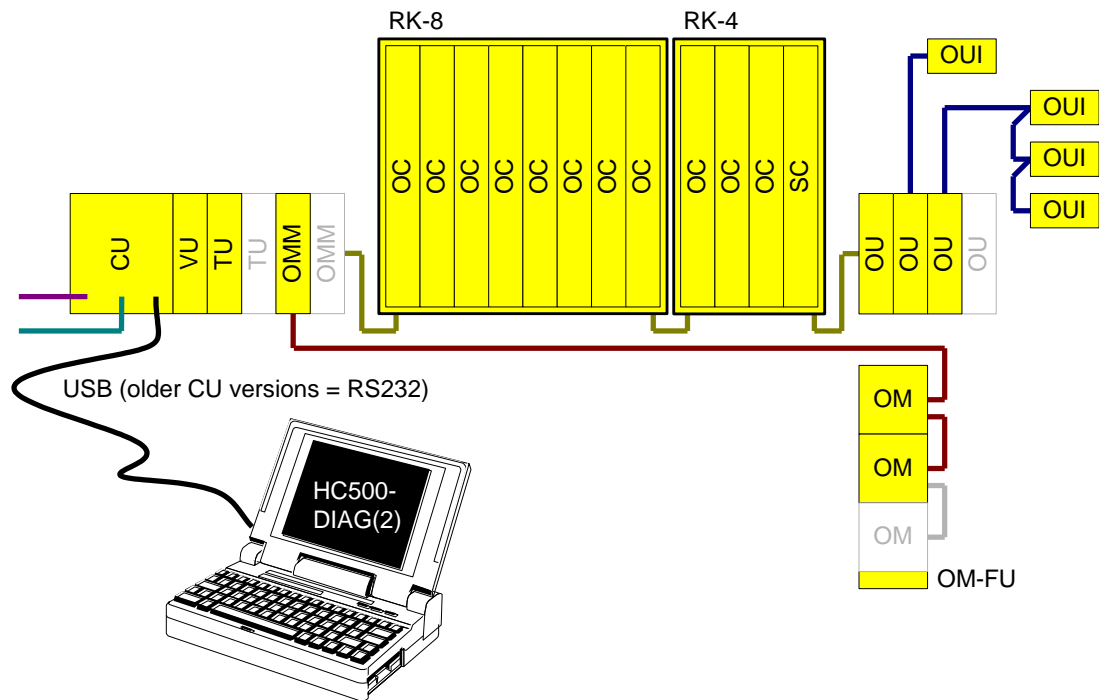 RK-8
RK-4
OUI
OUI
OUI
OUI
OC
OC
OC
OC
OC
OC
OC
OC
OC
OC
OC
SC
CU
VU
TU
TU
OMM
OMM
OU
OU
OU
OU
USB (older CU versions = RS232)
OM
OM
OM
OM-FU
HC500-
DIAG(2)